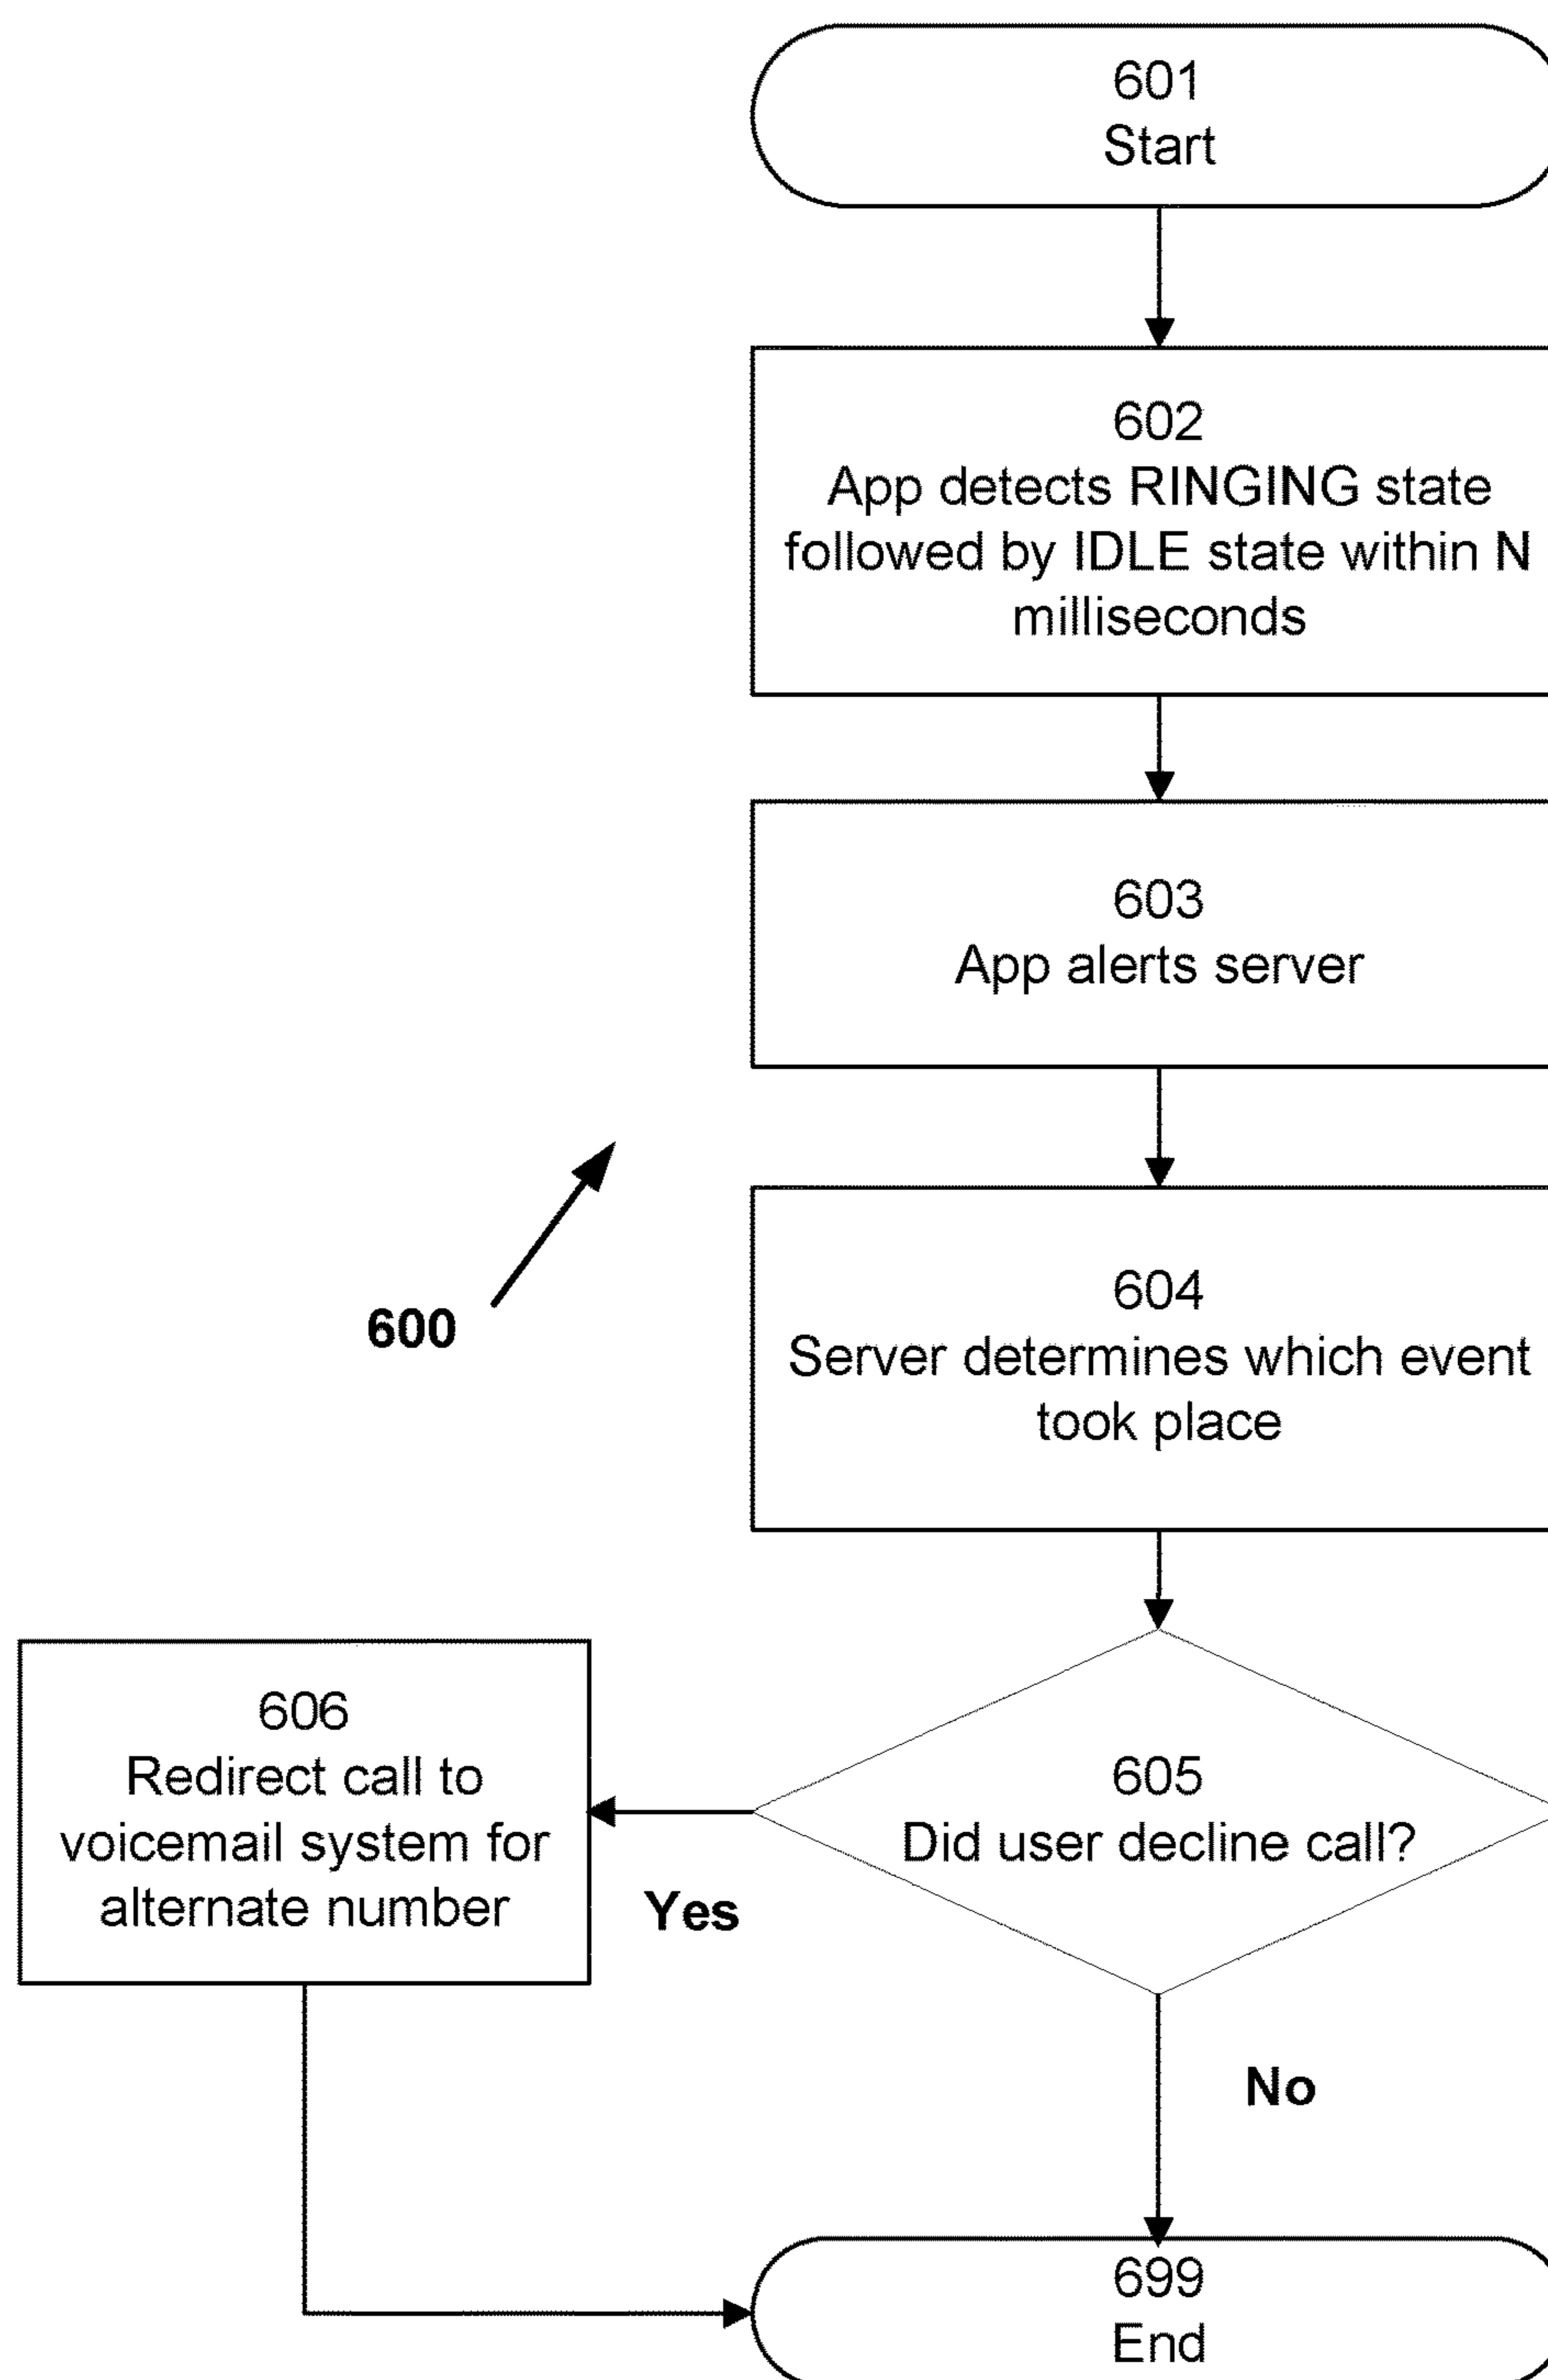 601
Start
602
App detects RINGING state
followed by IDLE state within N
milliseconds
603
App alerts server
600
604
Server determines which event
took place
605
Did user decline call?
Yes
606
Redirect call to
voicemail system for
alternate number
No
699
End